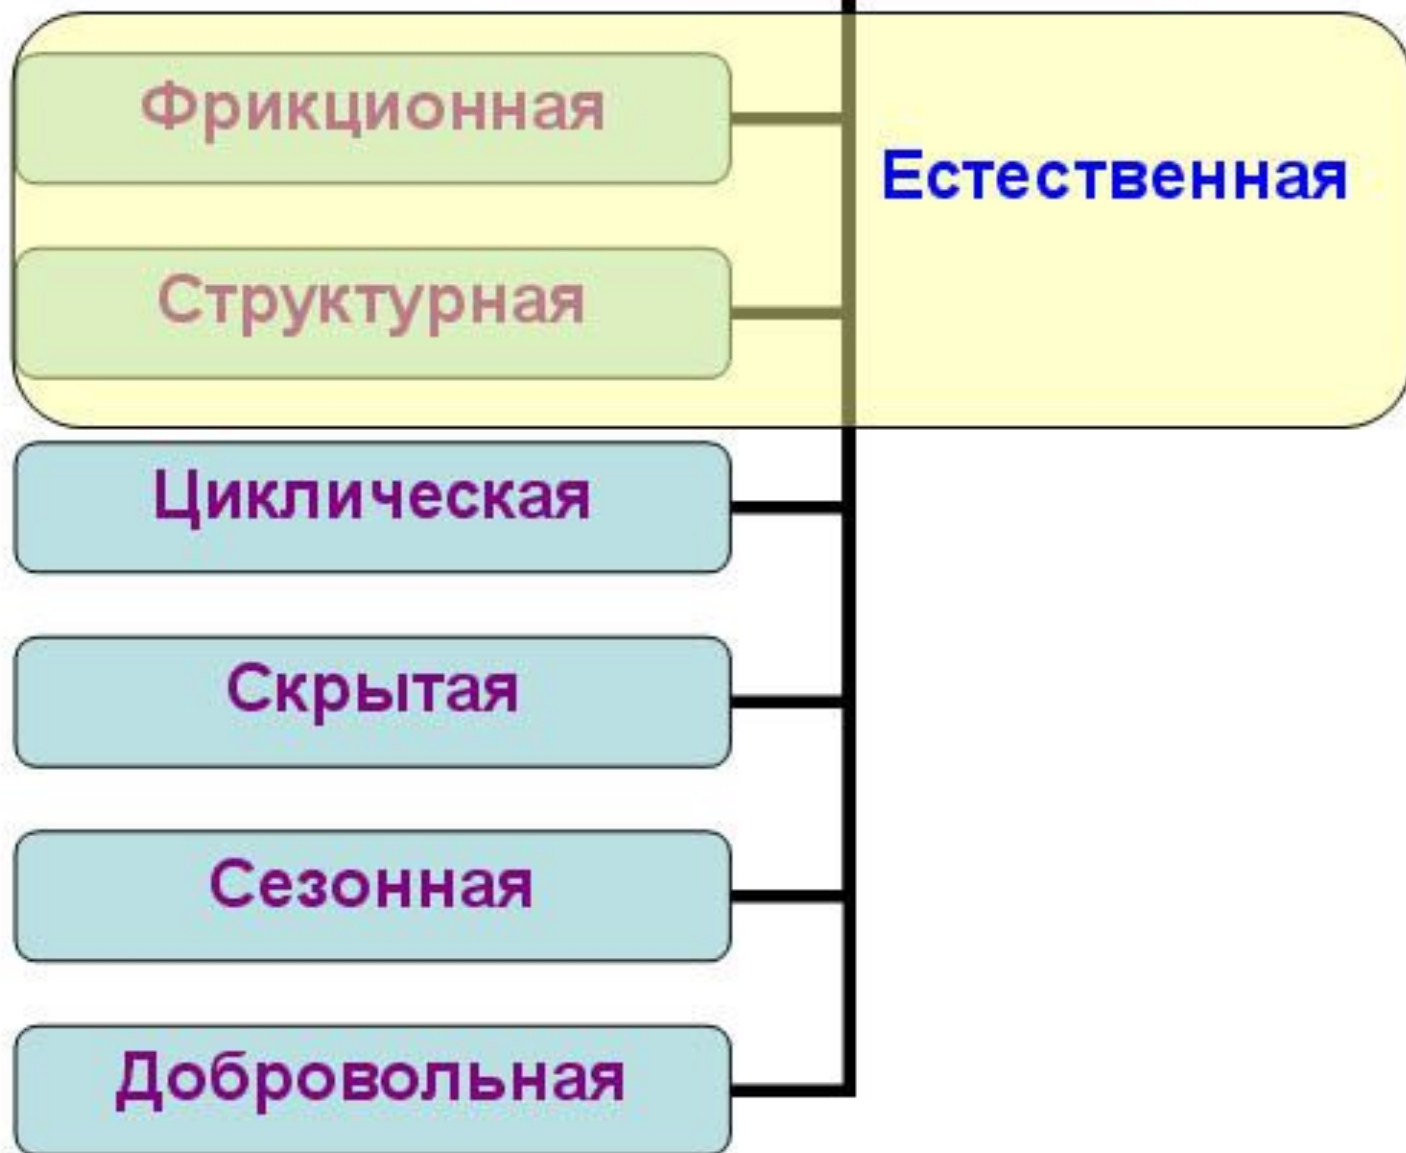 Фрикционная
Естественная
Структурная
Циклическая
Скрытая
Сезонная
Добровольная